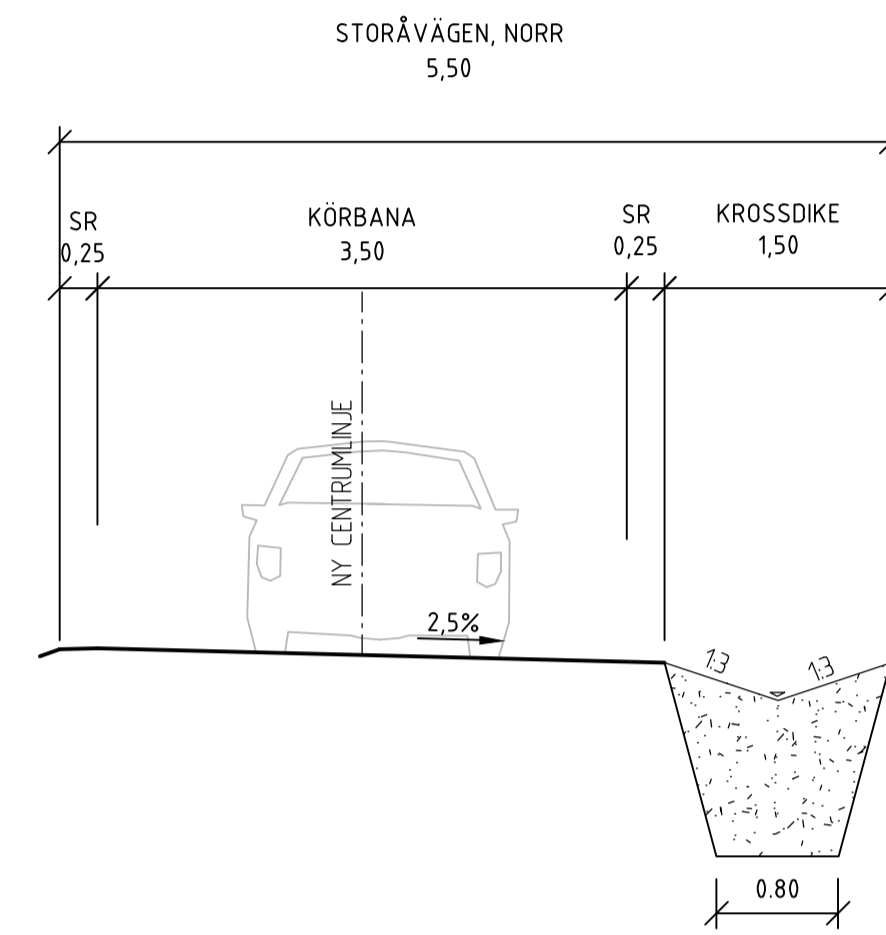 STORÅVÄGEN, NORR
5,50
SR
0,25
KÖRBANA
3,50
SR
0,25
KROSSDIKE
1,50
NY CENTRUMLINJE
2,5%
1:3
1:3
0.80